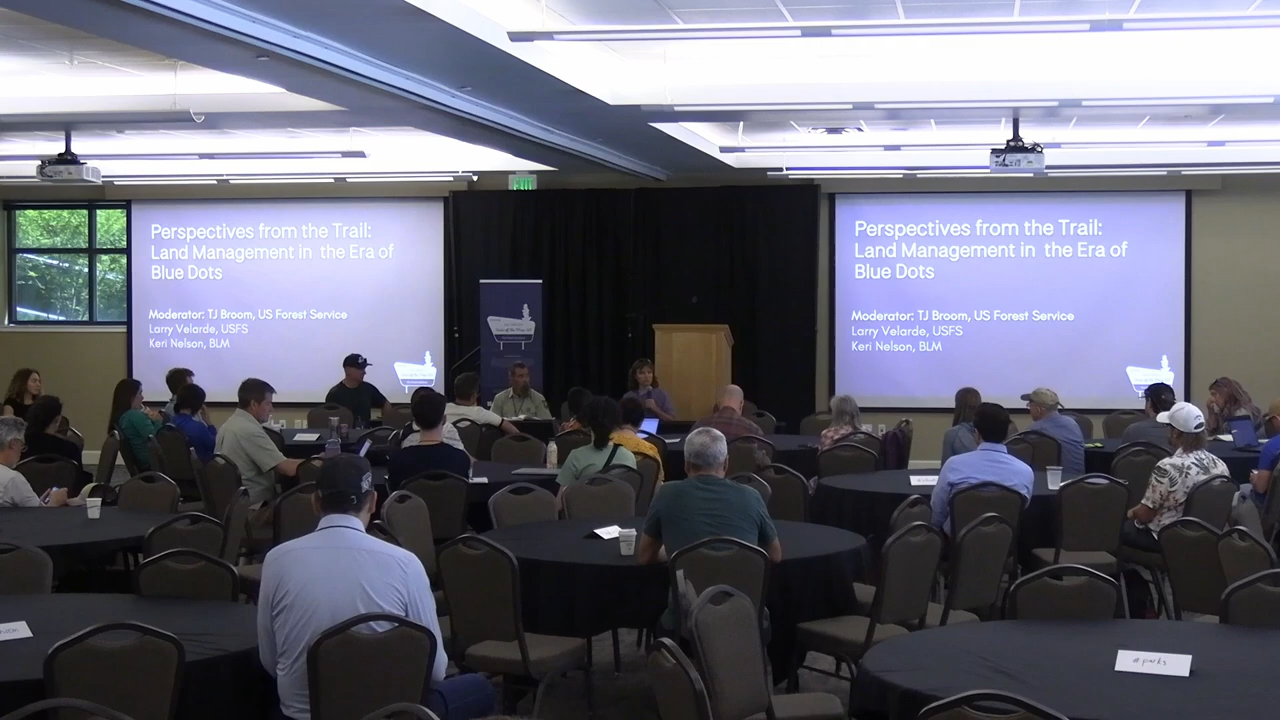 EXIT
Perspectives from the Trail:
Land Management in the Era of
Blue Dots
Moderator: TJ Broom, US Forest Service
Larry Velarde, USFS
Keri Nelson, BLM
Perspectives from the Trail:
Land Management in the Era of
Blue Dots
Moderator: TJ Broom, US Forest Service
Larry Velarde, USFS
Keri Nelson, BLM
#parks